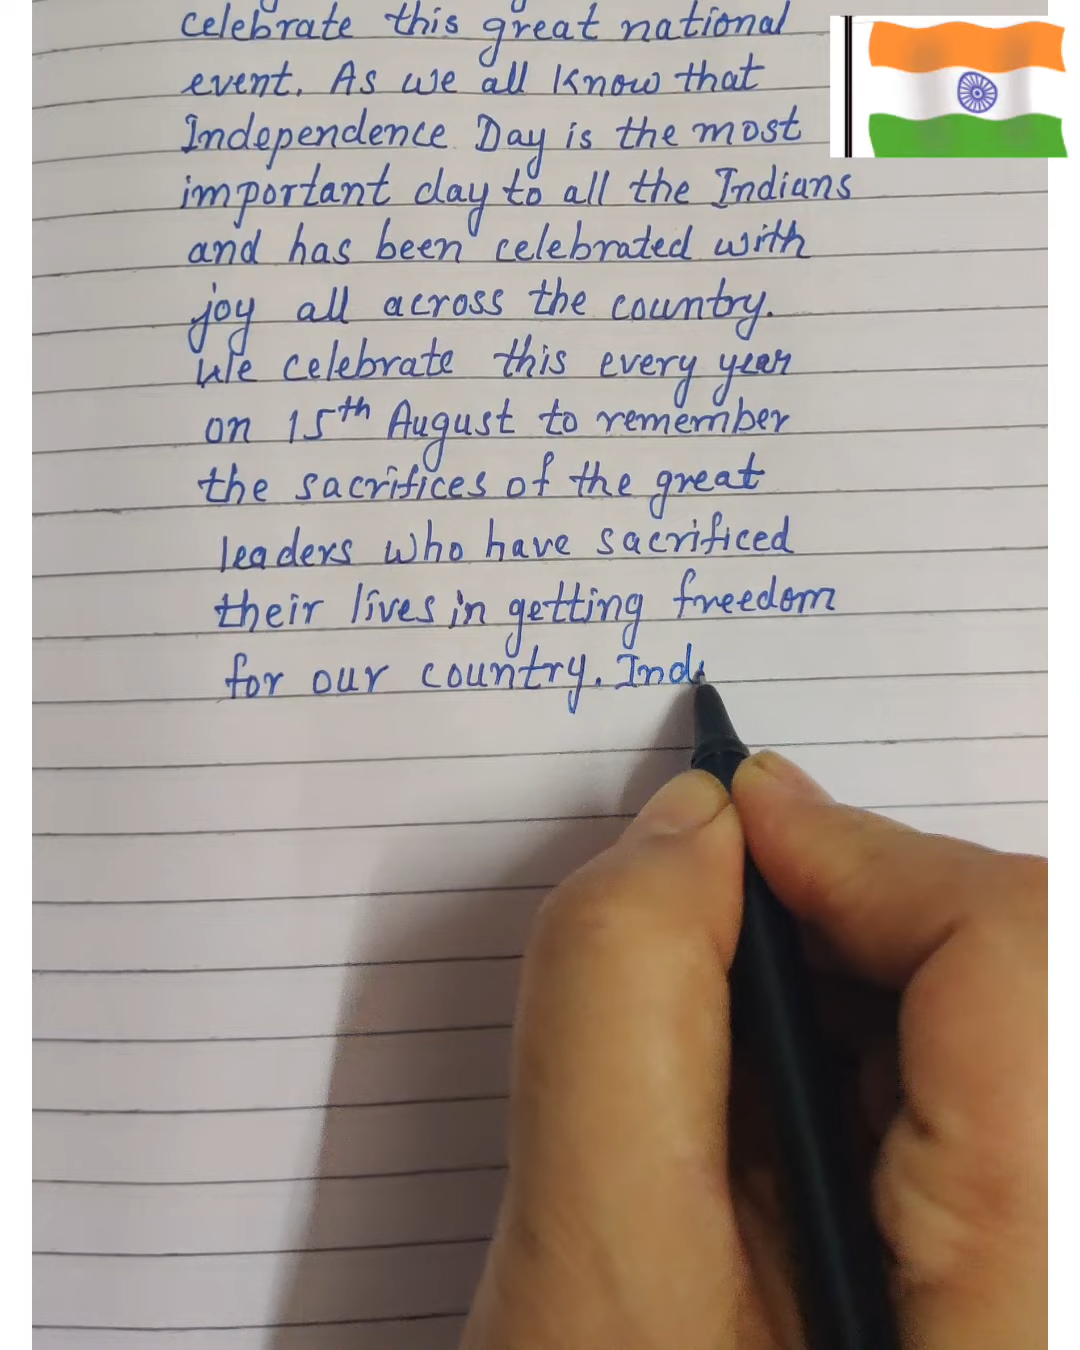 celebrate this great national
event. As we all know that
Independence Day is the most
important day to all the Indians
and has been celebrated with
joy all across the country.
We celebrate this every year
on 15th August to remember
the sacrifices of the great
leaders who have sacrificed
their lives in getting freedom
for our country. Ind